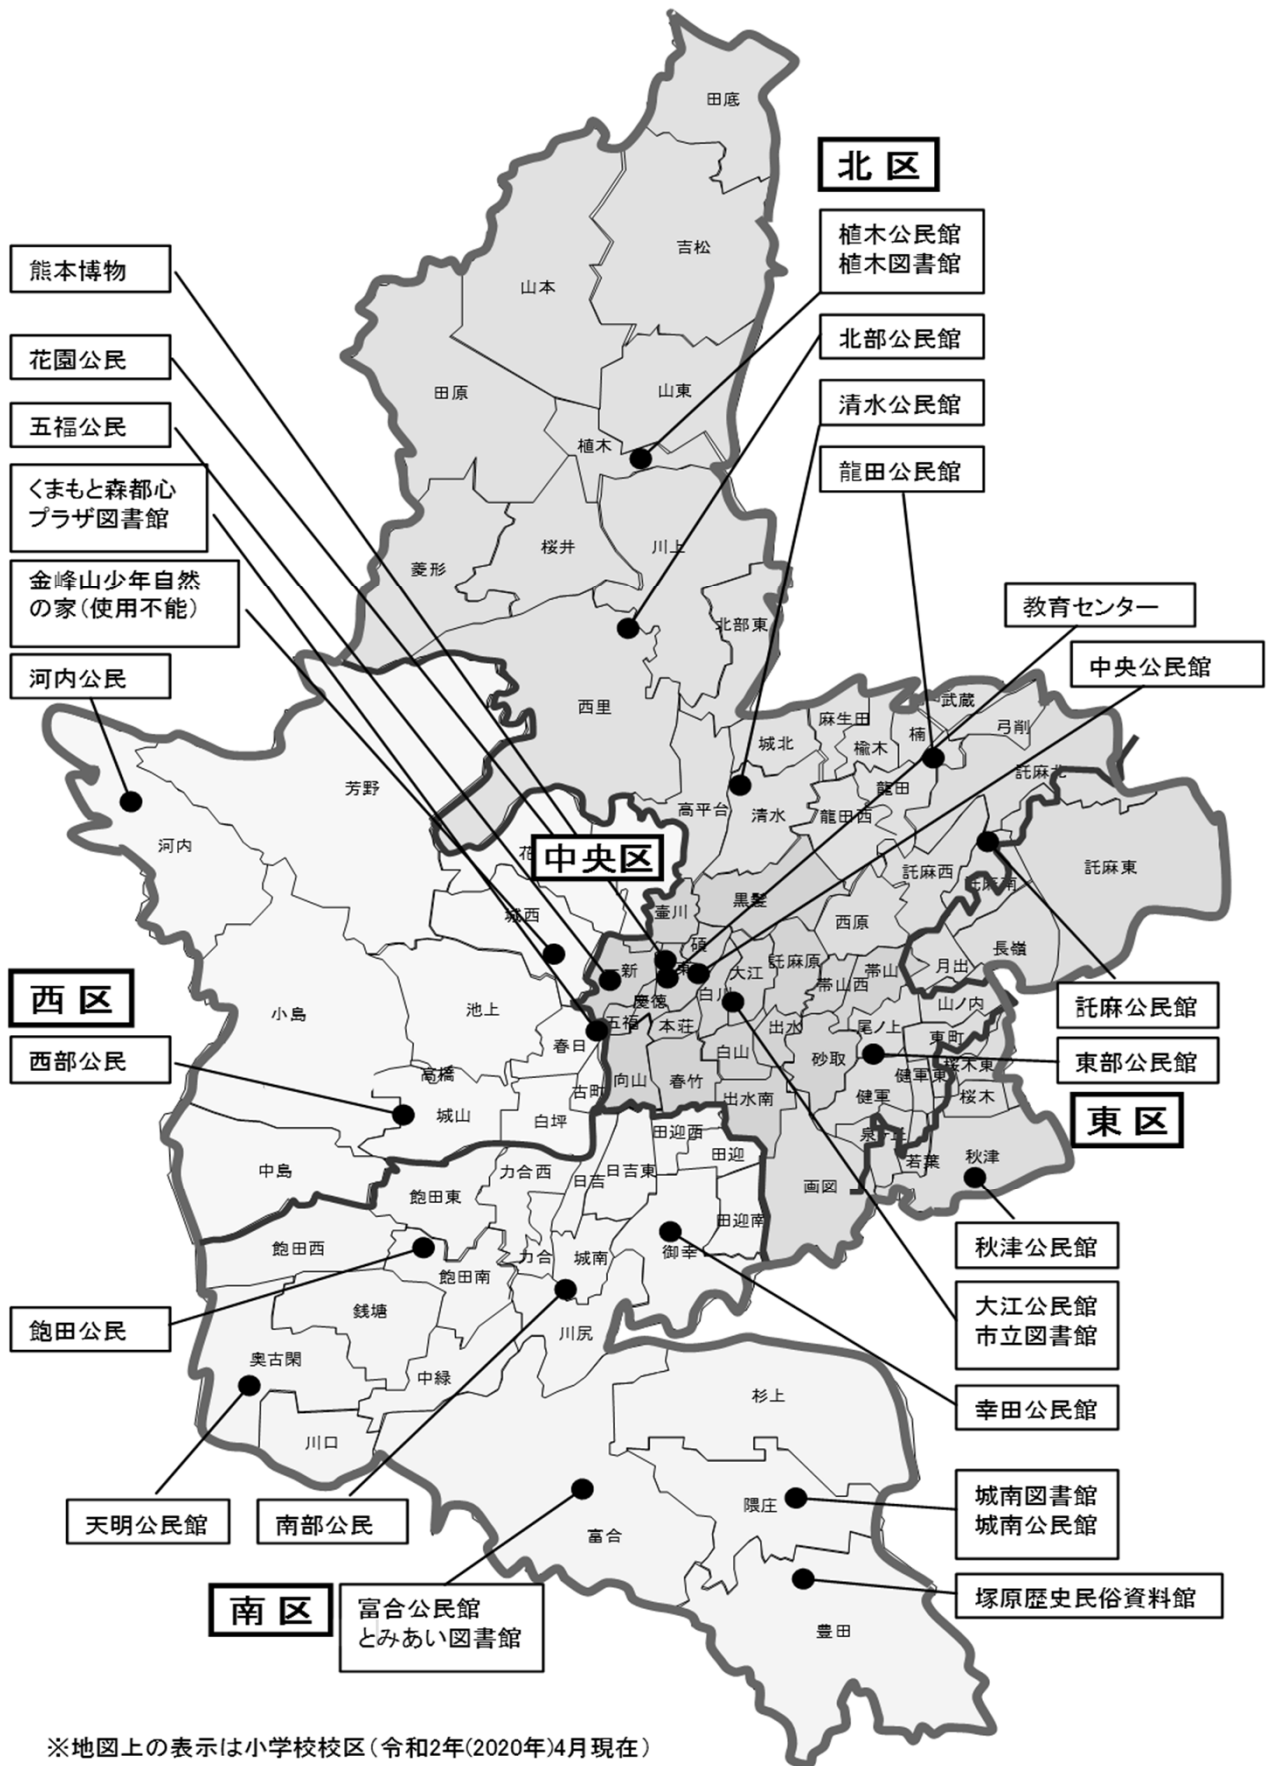 田底
北区
吉松
山本
植木公民館
植木図書館
熊本博物
北部公民館
花園公民
田原
山東
清水公民館
五福公民
植木
龍田公民館
くまもと森都心
プラザ図書館
桜井
川上
菱形
金峰山少年自然
の家(使用不能)
教育センター
北部東
中央公民館
河内公民
西里
武蔵
麻生田
楠
弓削
城北
楡木
託麻北
芳野
龍田
高平台
清水
龍田西
河内
花
中央区
託麻西
託麻東
託麻南
黒髪
城西
壷川
西原
碩
長嶺
託麻原
月出
新
東
大江
帯山
帯山西
西区
白川
慶徳
山ノ内
託麻公民館
小島
池上
五福
本荘
出水
尾ノ上
東町
春日
白山
砂取
桜木東
東部公民館
西部公民
高橋
向山
春竹
健軍東
古町
出水南
健軍
桜木
城山
白坪
東区
田迎西
泉ヶ丘
田迎
若葉
秋津
中島
力合西
日吉東
日吉
画図
飽田東
田迎南
飽田西
力合
城南
御幸
秋津公民館
飽田南
銭塘
大江公民館
市立図書館
飽田公民
川尻
奥古閑
中緑
杉上
幸田公民館
川口
城南図書館
城南公民館
隈庄
天明公民館
南部公民
富合
塚原歴史民俗資料館
南区
富合公民館
とみあい図書館
豊田
※地図上の表示は小学校校区(令和2年(2020年)4月現在)